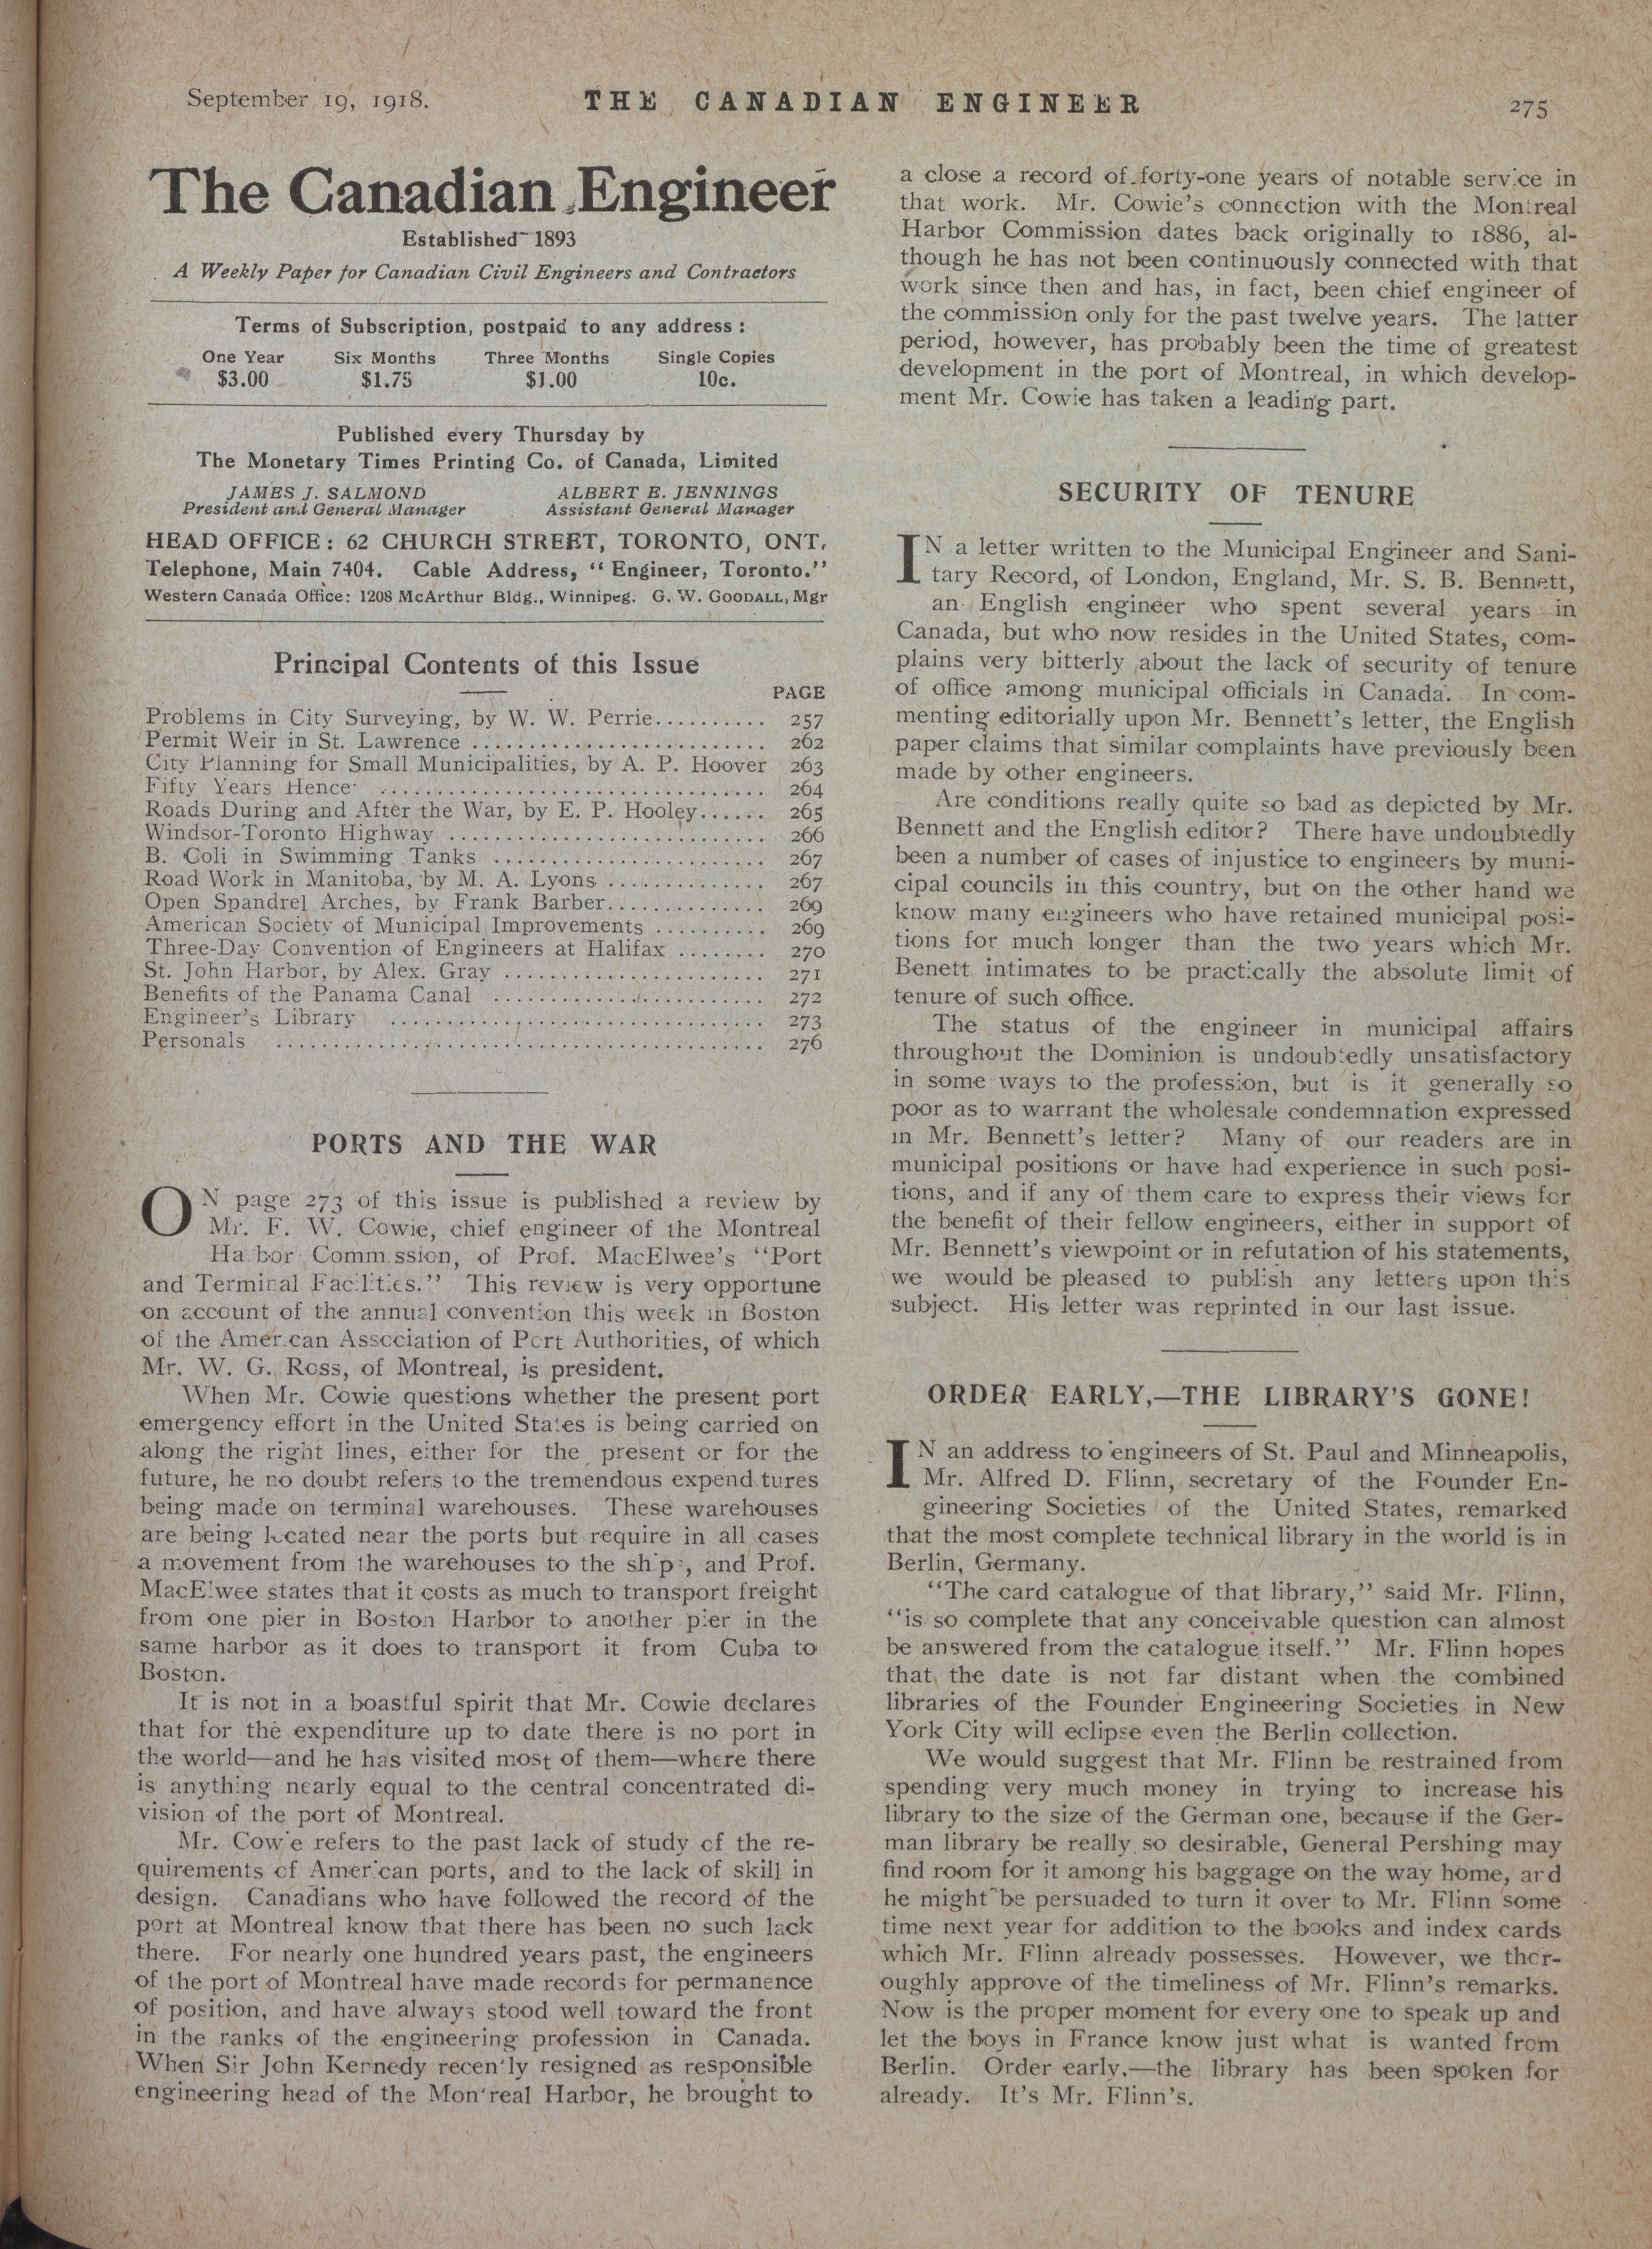 September 19, 1918.
THE CANADIAN ENGINEER
275
The Canadian Engineer
Established 1893
A Weekly Paper for Canadian Civil Engineers and Contractors
Terms of Subscription, postpaid to any address:
One Year Six Months Three Months Single Copies
$3.00 $1.75 $1.00 10c.
Published every Thursday by
The Monetary Times Printing Co. of Canada, Limited
JAMES J. SALMOND ALBERT E. JENNINGS
President and General Manager Assistant General Manager
HEAD OFFICE: 62 CHURCH STREET, TORONTO, ONT.
Telephone, Main 7404. Cable Address, "Engineer, Toronto."
Western Canada Office: 1208 McArthur Bldg., Winnipeg. G. W. GOODALL, Mgr
Principal Contents of this Issue
PAGE
Problems in City Surveying, by W. W. Perrie.......... 257
Permit Weir in St. Lawrence .......................... 262
City Planning for Small Municipalities, by A. P. Hoover 263
Fifty Years Hence .................................. 264
Roads During and After the War, by E. P. Hooley...... 265
Windsor-Toronto Highway ............................ 266
B. Coli in Swimming Tanks ........................ 267
Road Work in Manitoba, by M. A. Lyons .............. 267
Open Spandrel Arches, by Frank Barber.............. 269
American Society of Municipal Improvements .......... 269
Three-Day Convention of Engineers at Halifax ........ 270
St. John Harbor, by Alex. Gray ....................... 271
Benefits of the Panama Canal ........................ 272
Engineer's Library ................................. 273
Personals ........................................... 276
PORTS AND THE WAR
ON page 273 of this issue is published a review by
Mr. F. W. Cowie, chief engineer of the Montreal
Harbor Commission, of Prof. MacElwee's "Port
and Terminal Facilities." This review is very opportune
on account of the annual convention this week in Boston
of the American Association of Port Authorities, of which
Mr. W. G. Ross, of Montreal, is president.
When Mr. Cowie questions whether the present port
emergency effort in the United States is being carried on
along the right lines, either for the present or for the
future, he no doubt refers to the tremendous expenditures
being made on terminal warehouses. These warehouses
are being located near the ports but require in all cases
a movement from the warehouses to the ships, and Prof.
MacElwee states that it costs as much to transport freight
from one pier in Boston Harbor to another pier in the
same harbor as it does to transport it from Cuba to
Boston.
It is not in a boastful spirit that Mr. Cowie declares
that for the expenditure up to date there is no port in
the world—and he has visited most of them—where there
is anything nearly equal to the central concentrated di-
vision of the port of Montreal.
Mr. Cowie refers to the past lack of study of the re-
quirements of American ports, and to the lack of skill in
design. Canadians who have followed the record of the
port at Montreal know that there has been no such lack
there. For nearly one hundred years past, the engineers
of the port of Montreal have made records for permanence
of position, and have always stood well toward the front
in the ranks of the engineering profession in Canada.
When Sir John Kennedy recently resigned as responsible
engineering head of the Montreal Harbor, he brought to
a close a record of forty-one years of notable service in
that work. Mr. Cowie's connection with the Montreal
Harbor Commission dates back originally to 1886, al-
though he has not been continuously connected with that
work since then and has, in fact, been chief engineer of
the commission only for the past twelve years. The latter
period, however, has probably been the time of greatest
development in the port of Montreal, in which develop-
ment Mr. Cowie has taken a leading part.
SECURITY OF TENURE
IN a letter written to the Municipal Engineer and Sani-
tary Record, of London, England, Mr. S. B. Bennett,
an English engineer who spent several years in
Canada, but who now resides in the United States, com-
plains very bitterly about the lack of security of tenure
of office among municipal officials in Canada. In com-
menting editorially upon Mr. Bennett's letter, the English
paper claims that similar complaints have previously been
made by other engineers.
Are conditions really quite so bad as depicted by Mr.
Bennett and the English editor? There have undoubtedly
been a number of cases of injustice to engineers by muni-
cipal councils in this country, but on the other hand we
know many engineers who have retained municipal posi-
tions for much longer than the two years which Mr.
Benett intimates to be practically the absolute limit of
tenure of such office.
The status of the engineer in municipal affairs
throughout the Dominion is undoubtedly unsatisfactory
in some ways to the profession, but is it generally so
poor as to warrant the wholesale condemnation expressed
in Mr. Bennett's letter? Many of our readers are in
municipal positions or have had experience in such posi-
tions, and if any of them care to express their views for
the benefit of their fellow engineers, either in support of
Mr. Bennett's viewpoint or in refutation of his statements,
we would be pleased to publish any letters upon this
subject. His letter was reprinted in our last issue.
ORDER EARLY,—THE LIBRARY'S GONE!
IN an address to engineers of St. Paul and Minneapolis,
Mr. Alfred D. Flinn, secretary of the Founder En-
gineering Societies of the United States, remarked
that the most complete technical library in the world is in
Berlin, Germany.
"The card catalogue of that library," said Mr. Flinn,
"is so complete that any conceivable question can almost
be answered from the catalogue itself." Mr. Flinn hopes
that the date is not far distant when the combined
libraries of the Founder Engineering Societies in New
York City will eclipse even the Berlin collection.
We would suggest that Mr. Flinn be restrained from
spending very much money in trying to increase his
library to the size of the German one, because if the Ger-
man library be really so desirable, General Pershing may
find room for it among his baggage on the way home, and
he might be persuaded to turn it over to Mr. Flinn some
time next year for addition to the books and index cards
which Mr. Flinn already possesses. However, we thor-
oughly approve of the timeliness of Mr. Flinn's remarks.
Now is the proper moment for every one to speak up and
let the boys in France know just what is wanted from
Berlin. Order early,—the library has been spoken for
already. It's Mr. Flinn's.